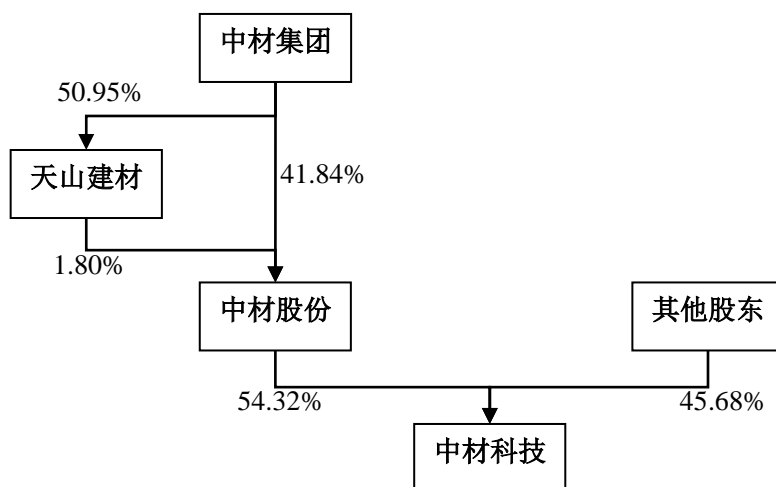 中材集团
50.95%
天山建材
41.84%
1.80%
中材股份
其他股东
54.32%
45.68%
中材科技